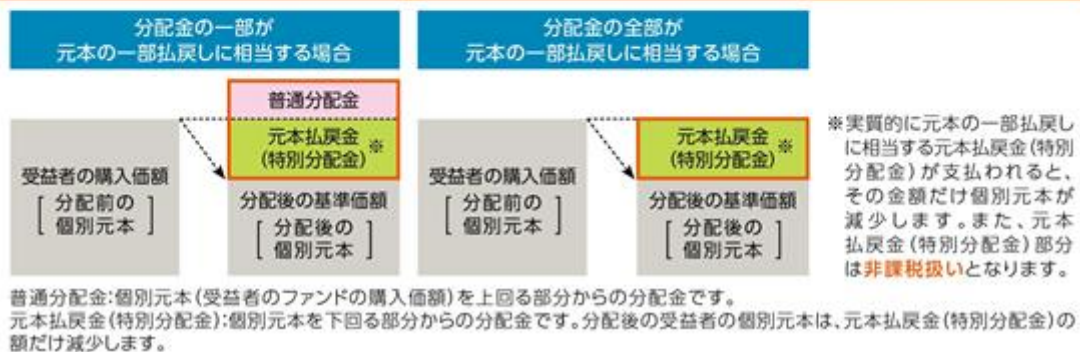 分配金の一部が
元本の一部払戻しに相当する場合
分配金の全部が
元本の一部払戻しに相当する場合
普通分配金
元本払戻金
(特別分配金) ※
受益者の購入価額
[ 分配前の
個別元本 ]
分配後の基準価額
[ 分配後の
個別元本 ]
元本払戻金
(特別分配金) ※
受益者の購入価額
[ 分配前の
個別元本 ]
分配後の基準価額
[ 分配後の
個別元本 ]
※実質的に元本の一部払戻し
に相当する元本払戻金(特別
分配金)が支払われると、
その金額だけ個別元本が
減少します。また、元本
払戻金(特別分配金)部分
は非課税扱いとなります。
普通分配金:個別元本(受益者のファンドの購入価額)を上回る部分からの分配金です。
元本払戻金(特別分配金):個別元本を下回る部分からの分配金です。分配後の受益者の個別元本は、元本払戻金(特別分配金)の
額だけ減少します。